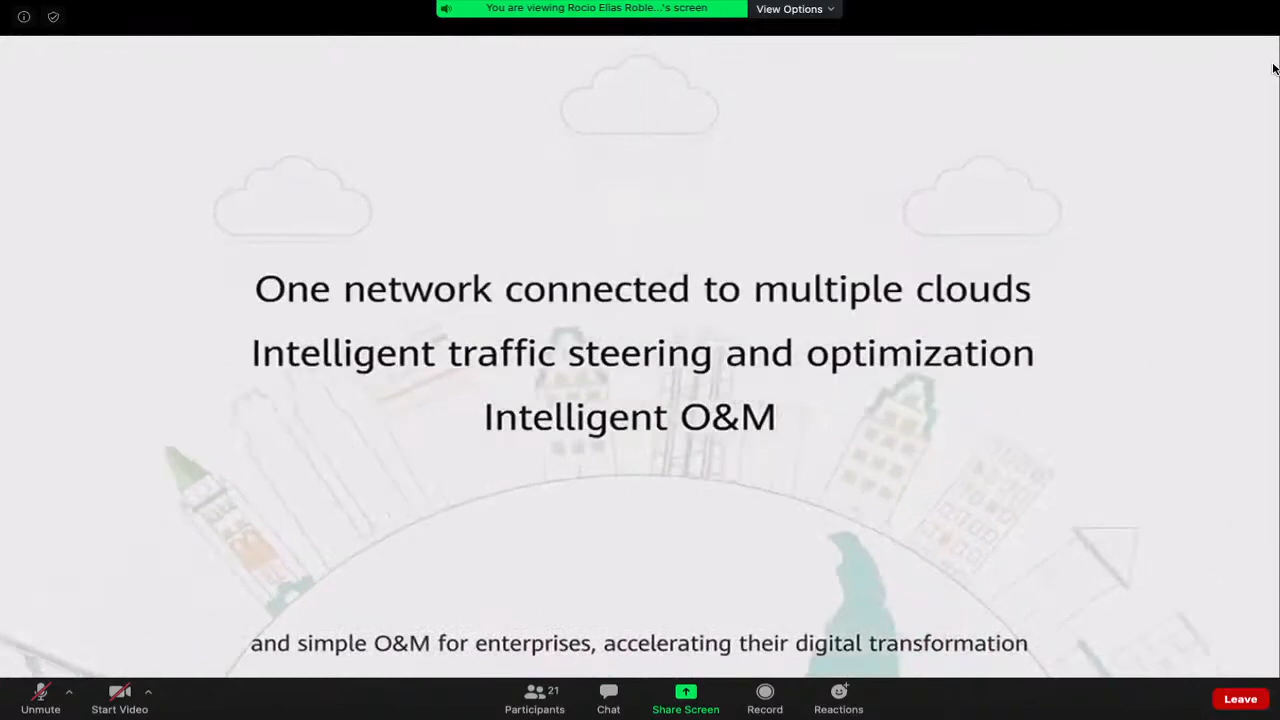 You are viewing Rocio Elias Roble...'s screen
View Options
One network connected to multiple clouds
Intelligent traffic steering and optimization
Intelligent O&M
and simple O&M for enterprises, accelerating their digital transformation
Unmute
Start Video
21
Participants
Chat
Share Screen
Record
Reactions
Leave